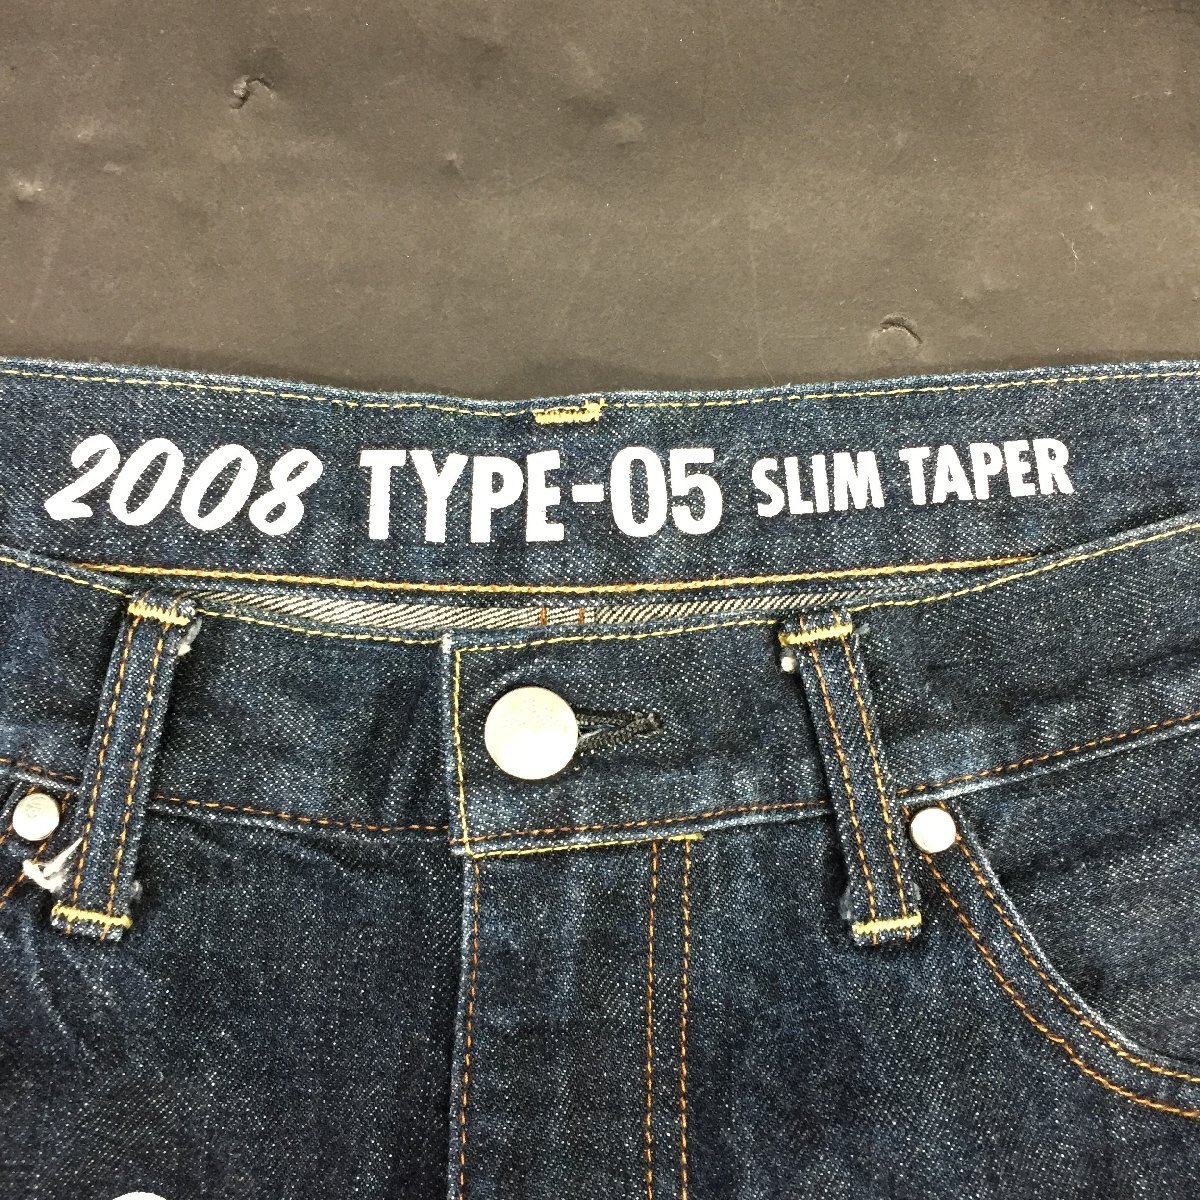 2008 TYPE-05 SLIM TAPER